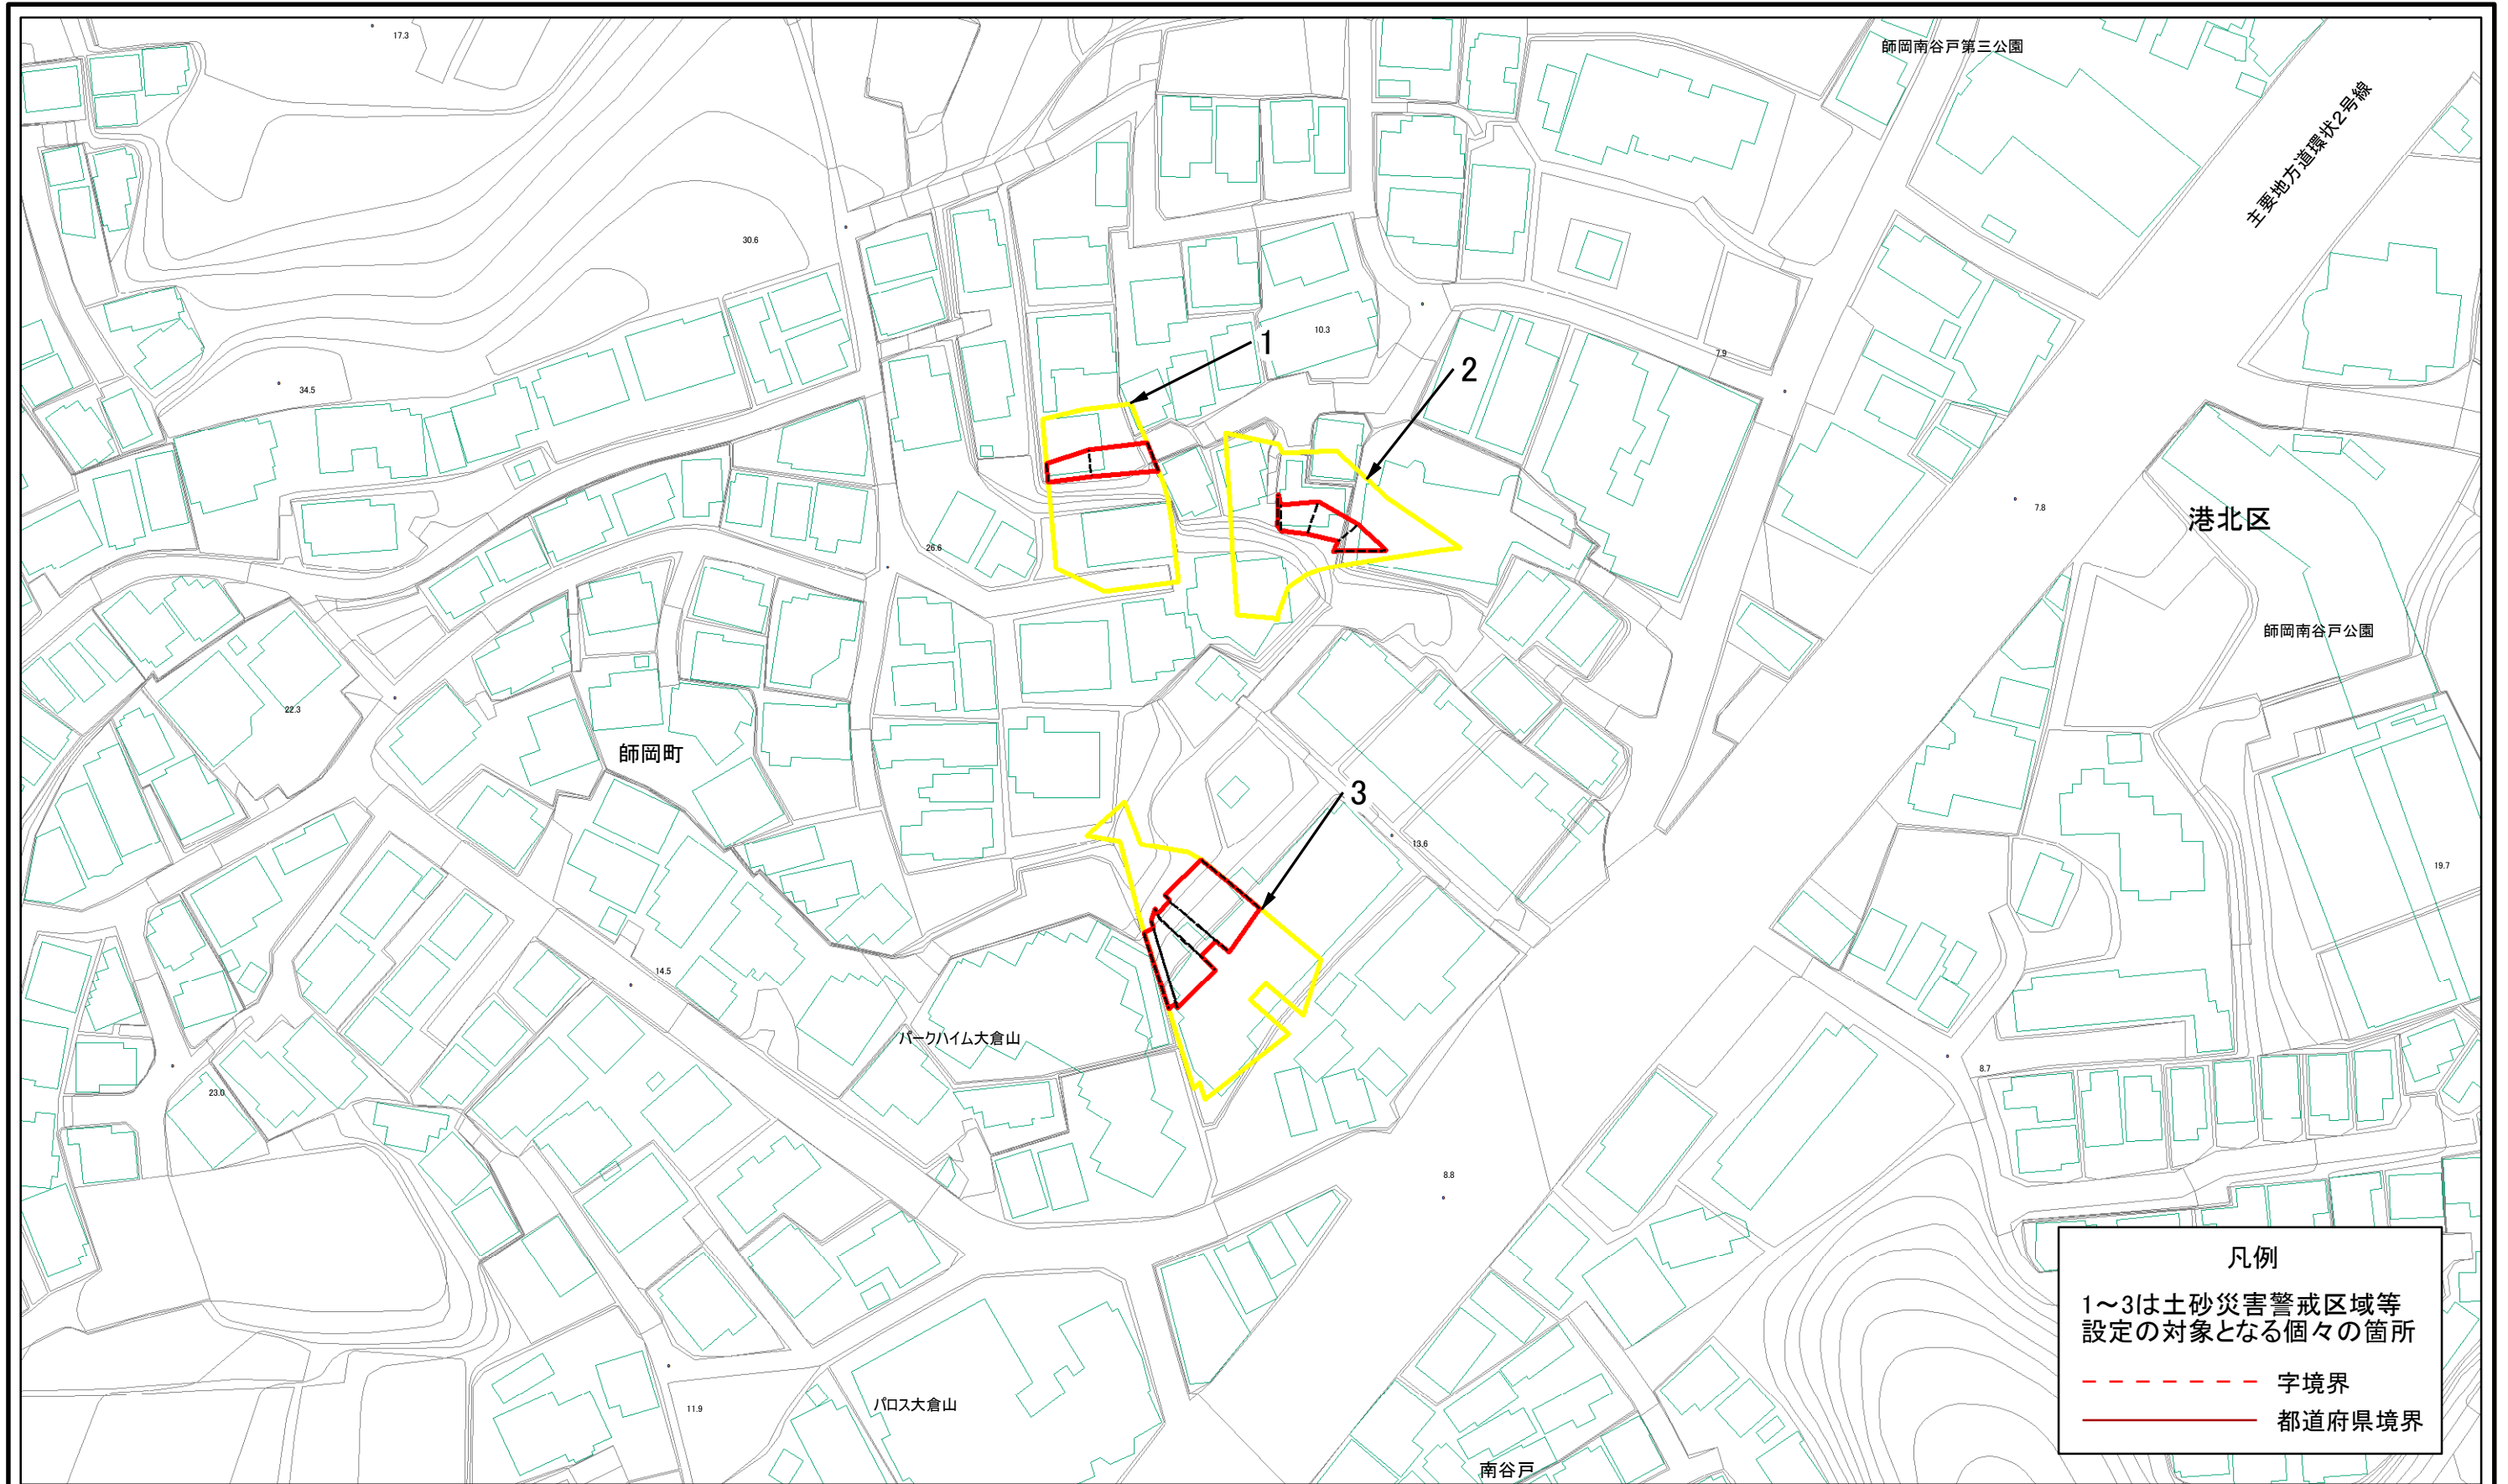 17.3
師岡南谷戸第三公園
主要地方道環状2号線
30.6
10.3
1
2
7.9
34.5
港北区
7.8
26.6
師岡南谷戸公園
22.3
師岡町
3
13.6
19.7
14.5
パークハイム大倉山
8.7
23.0
8.8
凡例
1~3は土砂災害警戒区域等
設定の対象となる個々の箇所
字境界
都道府県境界
パロス大倉山
11.9
南谷戸